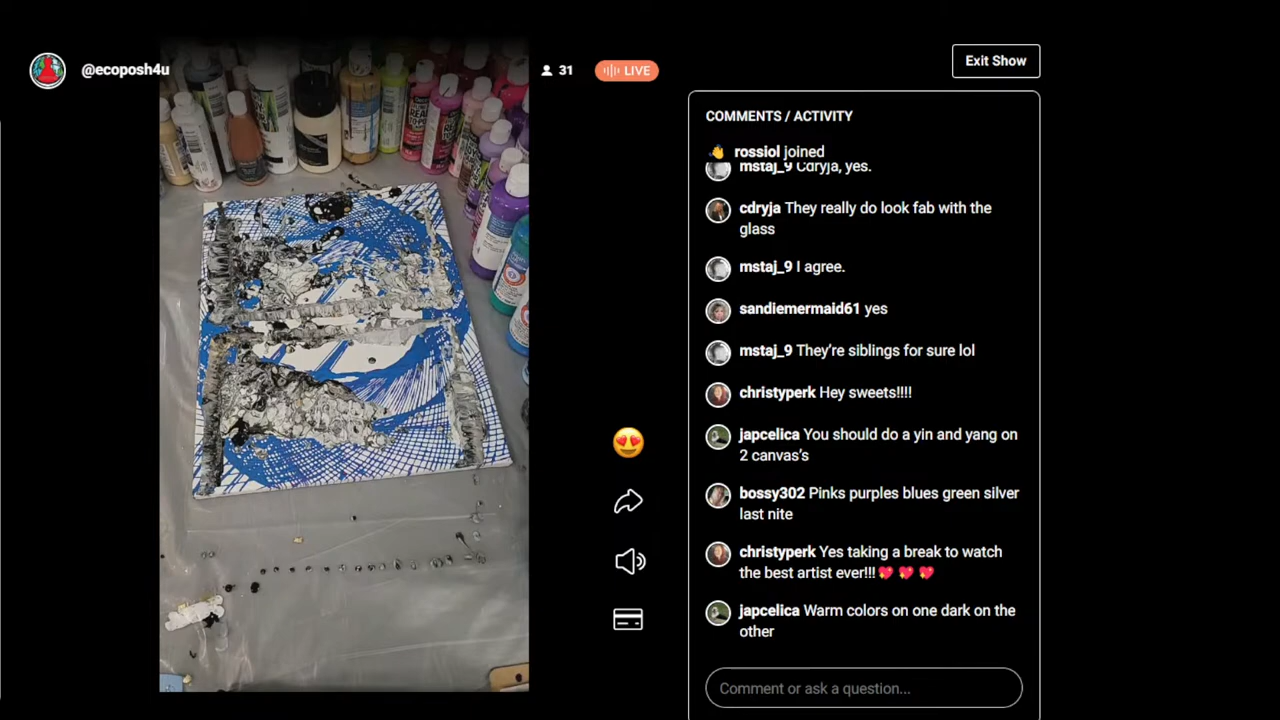 @ecoposh4u
31
LIVE
Exit Show
COMMENTS / ACTIVITY
rossiol joined
mstaj_9 Cdryja, yes.
cdryja They really do look fab with the
glass
mstaj_9 I agree.
sandiemermaid61 yes
mstaj_9 They're siblings for sure lol
christyperk Hey sweets!!!!
japcelica You should do a yin and yang on
2 canvas's
bossy302 Pinks purples blues green silver
last nite
christyperk Yes taking a break to watch
the best artist ever!!!💖 💖 💖
japcelica Warm colors on one dark on the
other
Comment or ask a question...